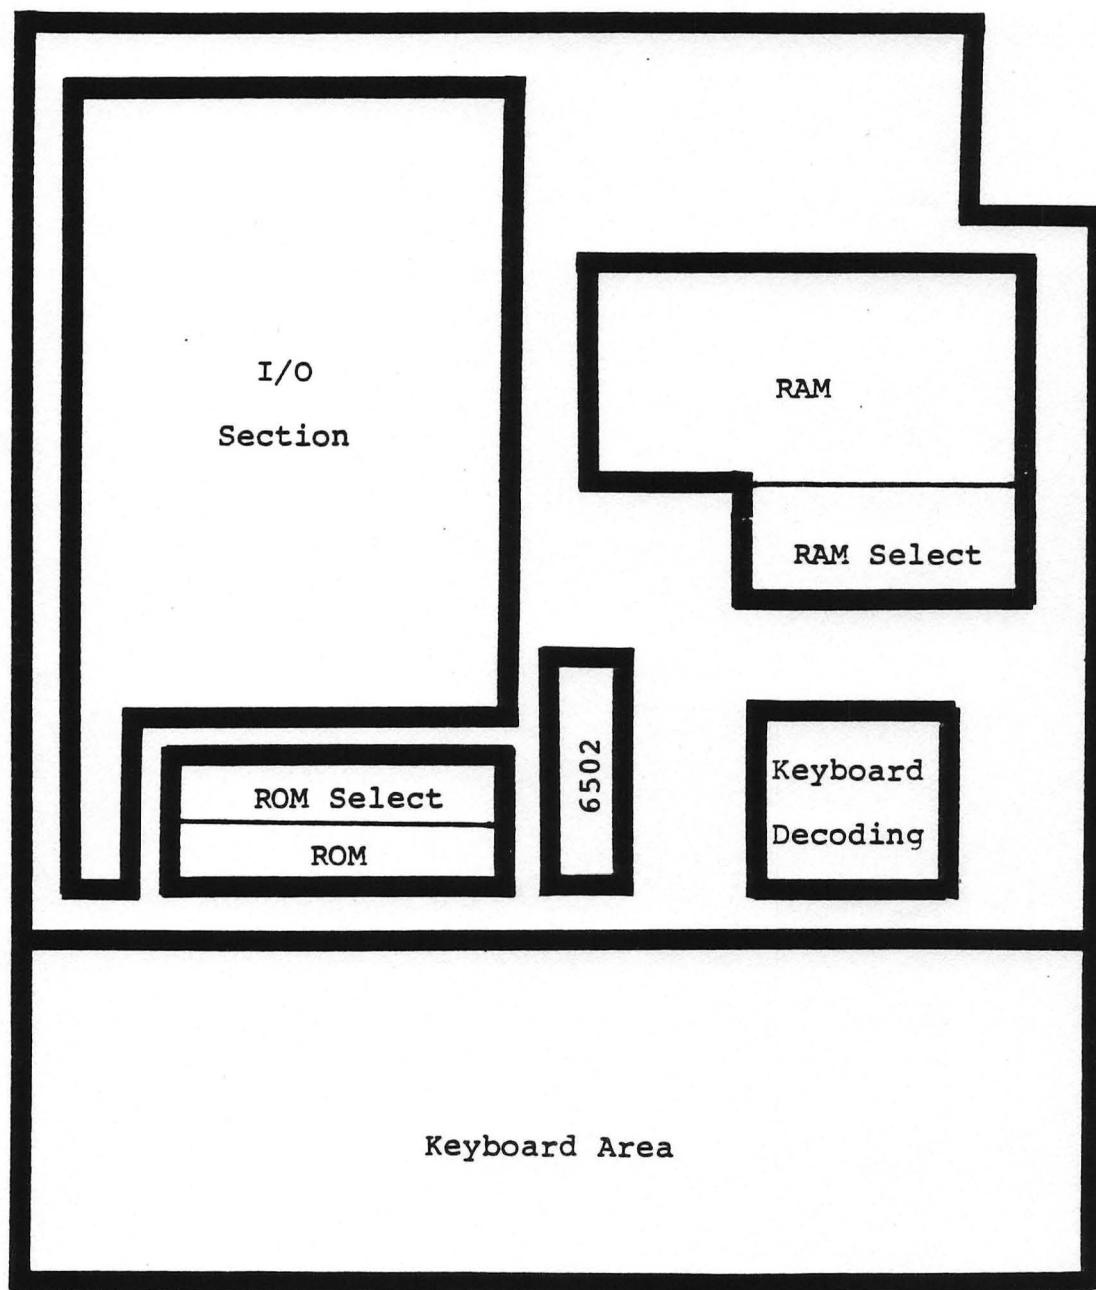 I/O
Section
RAM
RAM Select
6502
ROM Select
ROM
Keyboard
Decoding
Keyboard Area